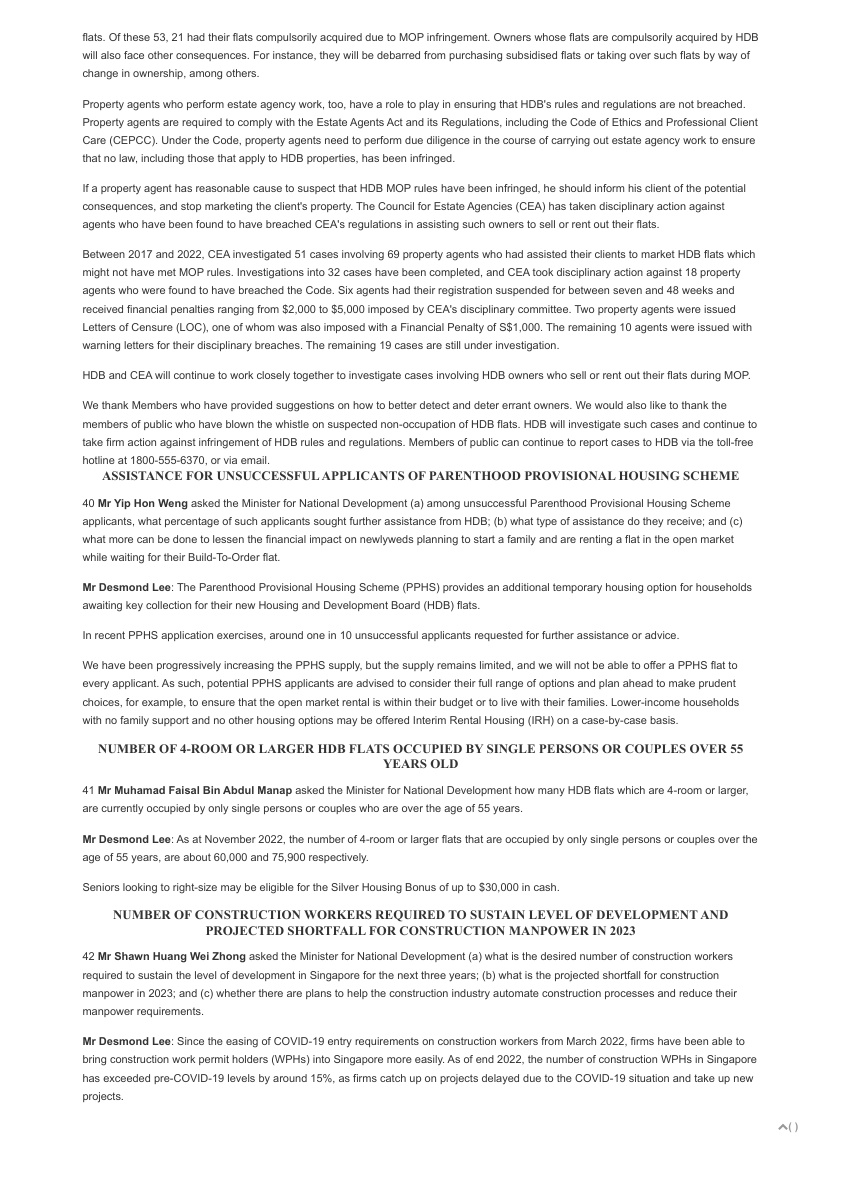 flats. Of these 53, 21 had their flats compulsorily acquired due to MOP infringement. Owners whose flats are compulsorily acquired by HDB
will also face other consequences. For instance, they will be debarred from purchasing subsidised flats or taking over such flats by way of
change in ownership, among others.
Property agents who perform estate agency work, too, have a role to play in ensuring that HDB's rules and regulations are not breached.
Property agents are required to comply with the Estate Agents Act and its Regulations, including the Code of Ethics and Professional Client
Care (CEPCC). Under the Code, property agents need to perform due diligence in the course of carrying out estate agency work to ensure
that no law, including those that apply to HDB properties, has been infringed.
If a property agent has reasonable cause to suspect that HDB MOP rules have been infringed, he should inform his client of the potential
consequences, and stop marketing the client's property. The Council for Estate Agencies (CEA) has taken disciplinary action against
agents who have been found to have breached CEA's regulations in assisting such owners to sell or rent out their flats.
Between 2017 and 2022, CEA investigated 51 cases involving 69 property agents who had assisted their clients to market HDB flats which
might not have met MOP rules. Investigations into 32 cases have been completed, and CEA took disciplinary action against 18 property
agents who were found to have breached the Code. Six agents had their registration suspended for between seven and 48 weeks and
received financial penalties ranging from $2,000 to $5,000 imposed by CEA's disciplinary committee. Two property agents were issued
Letters of Censure (LOC), one of whom was also imposed with a Financial Penalty of S$1,000. The remaining 10 agents were issued with
warning letters for their disciplinary breaches. The remaining 19 cases are still under investigation.
HDB and CEA will continue to work closely together to investigate cases involving HDB owners who sell or rent out their flats during MOP.
We thank Members who have provided suggestions on how to better detect and deter errant owners. We would also like to thank the
members of public who have blown the whistle on suspected non-occupation of HDB flats. HDB will investigate such cases and continue to
take firm action against infringement of HDB rules and regulations. Members of public can continue to report cases to HDB via the toll-free
hotline at 1800-555-6370, or via email.
ASSISTANCE FOR UNSUCCESSFUL APPLICANTS OF PARENTHOOD PROVISIONAL HOUSING SCHEME
40 Mr Yip Hon Weng asked the Minister for National Development (a) among unsuccessful Parenthood Provisional Housing Scheme
applicants, what percentage of such applicants sought further assistance from HDB; (b) what type of assistance do they receive; and (c)
what more can be done to lessen the financial impact on newlyweds planning to start a family and are renting a flat in the open market
while waiting for their Build-To-Order flat.
Mr Desmond Lee: The Parenthood Provisional Housing Scheme (PPHS) provides an additional temporary housing option for households
awaiting key collection for their new Housing and Development Board (HDB) flats.
In recent PPHS application exercises, around one in 10 unsuccessful applicants requested for further assistance or advice.
We have been progressively increasing the PPHS supply, but the supply remains limited, and we will not be able to offer a PPHS flat to
every applicant. As such, potential PPHS applicants are advised to consider their full range of options and plan ahead to make prudent
choices, for example, to ensure that the open market rental is within their budget or to live with their families. Lower-income households
with no family support and no other housing options may be offered Interim Rental Housing (IRH) on a case-by-case basis.
NUMBER OF 4-ROOM OR LARGER HDB FLATS OCCUPIED BY SINGLE PERSONS OR COUPLES OVER 55
YEARS OLD
41 Mr Muhamad Faisal Bin Abdul Manap asked the Minister for National Development how many HDB flats which are 4-room or larger,
are currently occupied by only single persons or couples who are over the age of 55 years.
Mr Desmond Lee: As at November 2022, the number of 4-room or larger flats that are occupied by only single persons or couples over the
age of 55 years, are about 60,000 and 75,900 respectively.
Seniors looking to right-size may be eligible for the Silver Housing Bonus of up to $30,000 in cash.
NUMBER OF CONSTRUCTION WORKERS REQUIRED TO SUSTAIN LEVEL OF DEVELOPMENT AND
PROJECTED SHORTFALL FOR CONSTRUCTION MANPOWER IN 2023
42 Mr Shawn Huang Wei Zhong asked the Minister for National Development (a) what is the desired number of construction workers
required to sustain the level of development in Singapore for the next three years; (b) what is the projected shortfall for construction
manpower in 2023; and (c) whether there are plans to help the construction industry automate construction processes and reduce their
manpower requirements.
Mr Desmond Lee: Since the easing of COVID-19 entry requirements on construction workers from March 2022, firms have been able to
bring construction work permit holders (WPHs) into Singapore more easily. As of end 2022, the number of construction WPHs in Singapore
has exceeded pre-COVID-19 levels by around 15%, as firms catch up on projects delayed due to the COVID-19 situation and take up new
projects.
( )